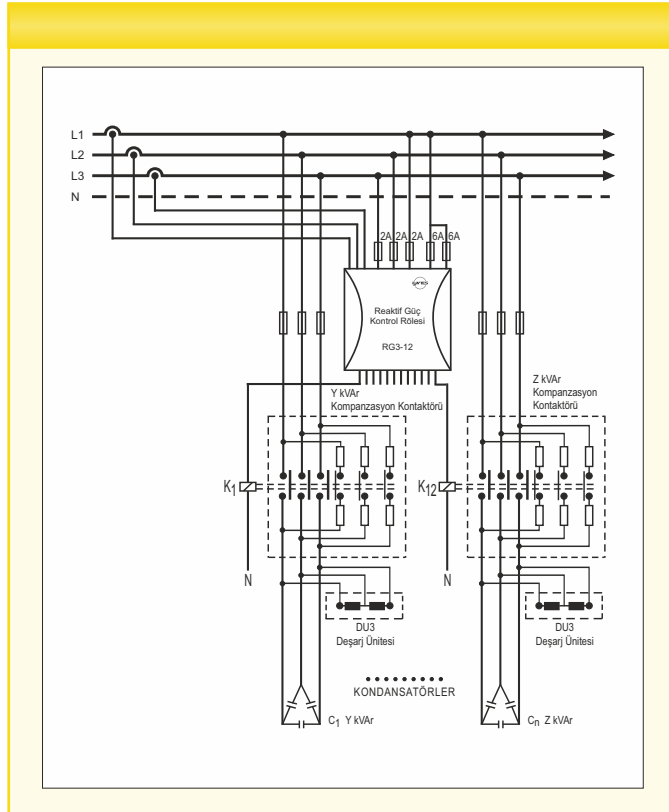 L1
L2
L3
N
2A 2A 2A 6A 6A
Reaktif Güç
Kontrol Rölesi
RG3-12
Y kVAr
Kompanzasyon Kontaktörü
Z kVAr
Kompanzasyon
Kontaktörü
K1
K12
N
N
DU3
Deşarj Ünitesi
DU3
Deşarj Ünitesi
KONDANSATÖRLER
C1 Y kVAr
Cn Z kVAr